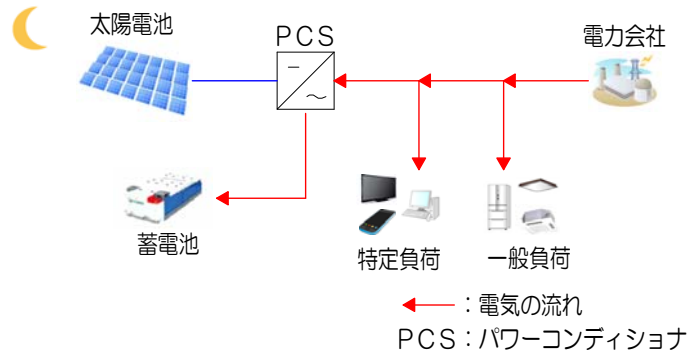 太陽電池
PCS
電力会社
蓄電池
特定負荷
一般負荷
：電気の流れ
PCS：パワーコンディショナ